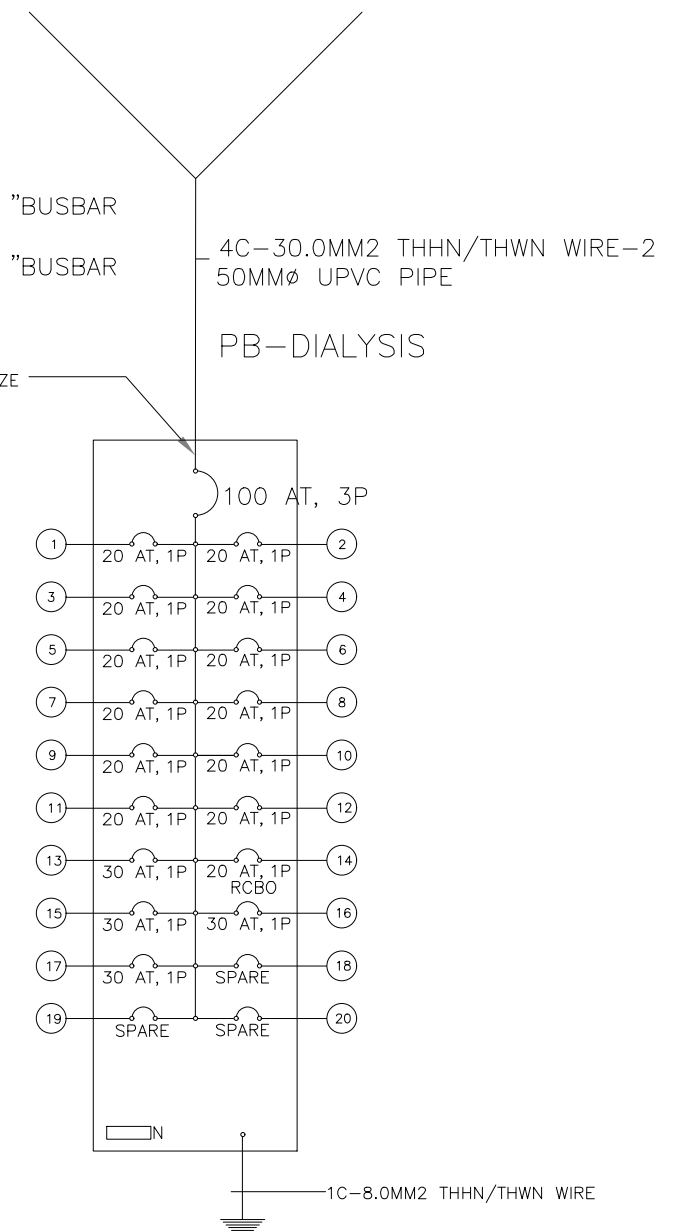 "BUSBAR
"BUSBAR
4C-30.0MM2 THHN/THWN WIRE-2
50MMØ UPVC PIPE
PB-DIALYSIS
ZE
100 AT, 3P
1 20 AT, 1P 20 AT, 1P 2
3 20 AT, 1P 20 AT, 1P 4
5 20 AT, 1P 20 AT, 1P 6
7 20 AT, 1P 20 AT, 1P 8
9 20 AT, 1P 20 AT, 1P 10
11 20 AT, 1P 20 AT, 1P 12
13 30 AT, 1P 20 AT, 1P 14
RCBO
15 30 AT, 1P 30 AT, 1P 16
17 30 AT, 1P SPARE 18
19 SPARE SPARE 20
N
1C-8.0MM2 THHN/THWN WIRE